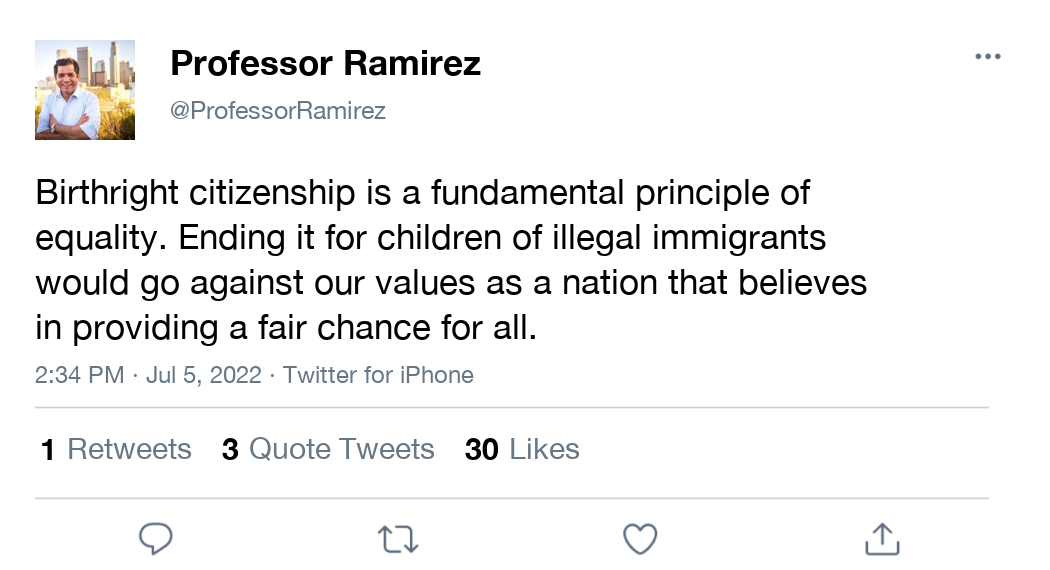 Professor Ramirez
@ProfessorRamirez
Birthright citizenship is a fundamental principle of
equality. Ending it for children of illegal immigrants
would go against our values as a nation that believes
in providing a fair chance for all.
2:34 PM · Jul 5, 2022 · Twitter for iPhone
1 Retweets 3 Quote Tweets 30 Likes